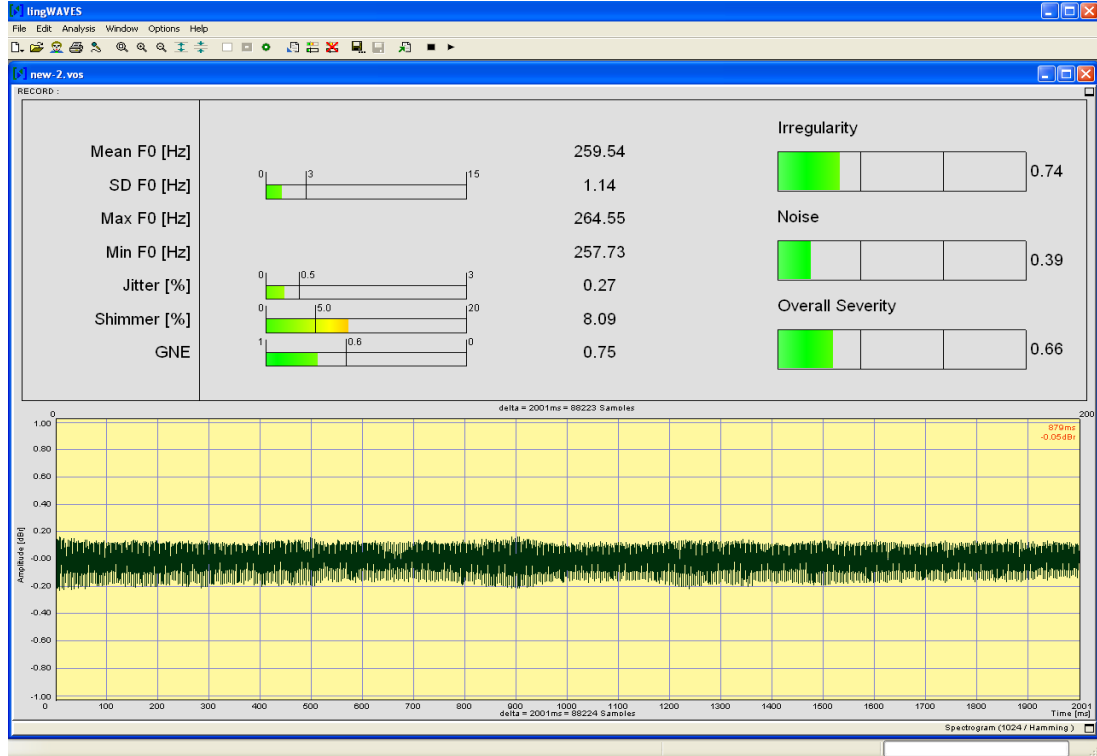 lingWAVES
File Edit Analysis Window Options Help
new-2.vos
RECORD :
Mean F0 [Hz] 259.54
SD F0 [Hz] 0 3 15 1.14
Max F0 [Hz] 264.55
Min F0 [Hz] 257.73
Jitter [%] 0 0.5 3 0.27
Shimmer [%] 0 5.0 20 8.09
GNE 1 0.6 0 0.75
Irregularity
0.74
Noise
0.39
Overall Severity
0.66
delta = 2001ms = 88223 Samples
0 200
879ms
-0.05dBr
1.00
0.80
0.60
0.40
0.20
-0.00
-0.20
-0.40
-0.60
-0.80
-1.00
Amplitude [dBr]
0 100 200 300 400 500 600 700 800 900 1000 1100 1200 1300 1400 1500 1600 1700 1800 1900 2001
delta = 2001ms = 88224 Samples
Time [ms]
Spectrogram (1024 / Hamming )